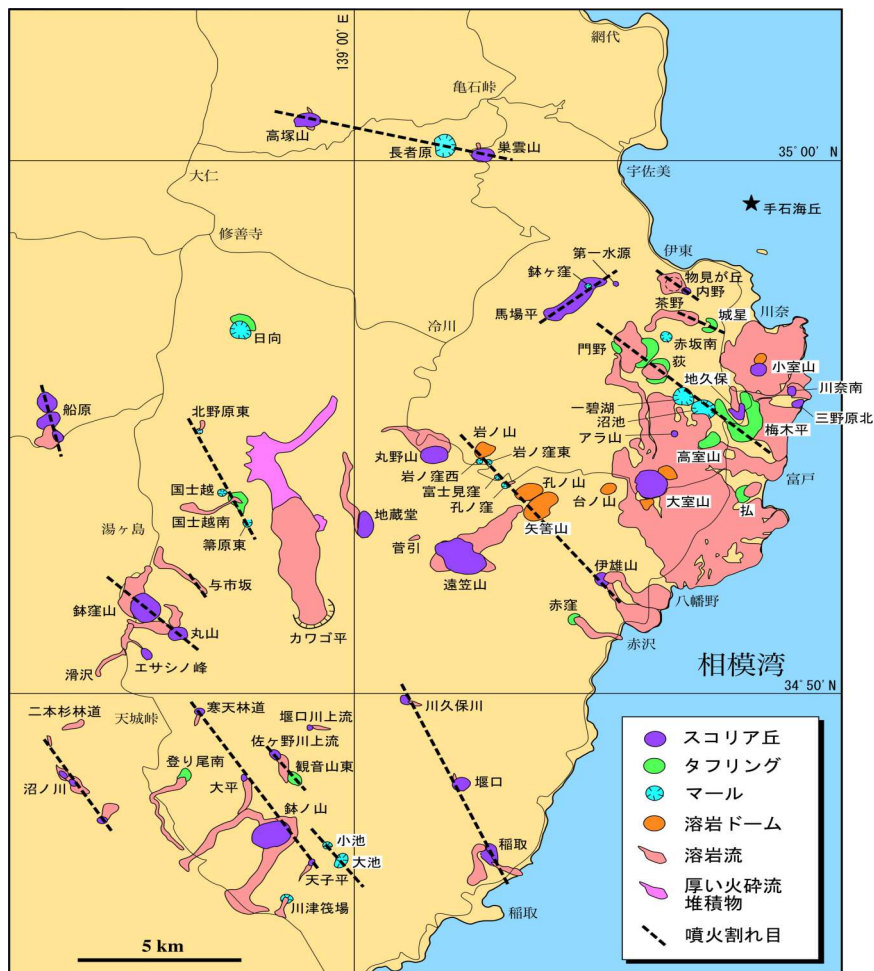 網代
139° 00' E
亀石峠
高塚山
長者原
巣雲山
35° 00' N
大仁
宇佐美
手石海丘
修善寺
伊東
第一水源
鉢ヶ窪
物見が丘
内野
馬場平
茶野
城星
川奈
冷川
日向
赤坂南
門野
荻
小室山
地久保
川奈南
船原
北野原東
一碧湖
三野原北
沼池
梅木平
岩ノ山
アラ山
丸野山
岩ノ窪東
高室山
岩ノ窪西
富戸
国士越
富士見窪
孔ノ山
孔ノ窪
台ノ山
大室山
国士越南
地蔵堂
払
湯ヶ島
箒原東
矢筈山
菅引
遠笠山
伊雄山
与市坂
八幡野
鉢窪山
赤窪
丸山
カワゴ平
赤沢
滑沢
エサシノ峰
相模湾
34° 50' N
二本杉林道
天城峠
寒天林道
堰口川上流
川久保川
佐ヶ野川上流
登り尾南
観音山東
沼ノ川
大平
堰口
鉢ノ山
小池
大池
稲取
天子平
川津筏場
稲取
5 km
スコリア丘
タフリング
マール
溶岩ドーム
溶岩流
厚い火砕流
堆積物
噴火割れ目